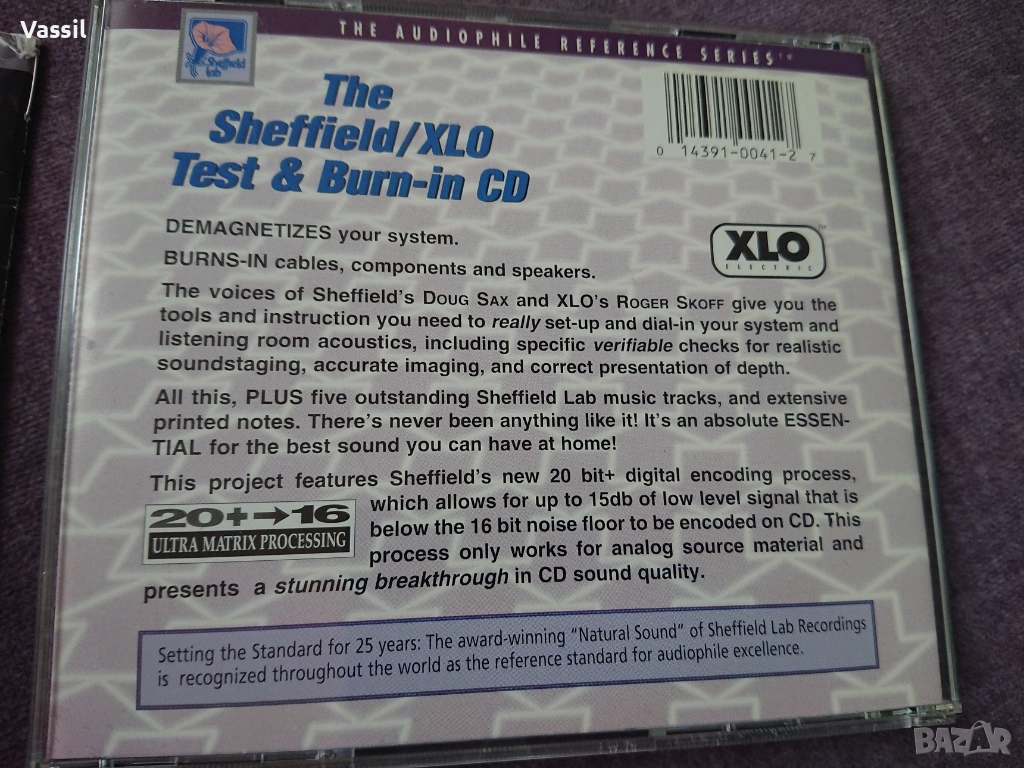 Vassil
THE AUDIOPHILE REFERENCE SERIES™
Sheffield
Lab
The
Sheffield/XLO
Test & Burn-in CD
0 14391-0041-2 7
DEMAGNETIZES your system.
BURNS-IN cables, components and speakers.
XLO™
ELECTRIC
The voices of Sheffield's DOUG SAX and XLO's ROGER SKOFF give you the
tools and instruction you need to really set-up and dial-in your system and
listening room acoustics, including specific verifiable checks for realistic
soundstaging, accurate imaging, and correct presentation of depth.
All this, PLUS five outstanding Sheffield Lab music tracks, and extensive
printed notes. There's never been anything like it! It's an absolute ESSEN-
TIAL for the best sound you can have at home!
This project features Sheffield's new 20 bit+ digital encoding process,
which allows for up to 15db of low level signal that is
below the 16 bit noise floor to be encoded on CD. This
process only works for analog source material and
20+→16
ULTRA MATRIX PROCESSING
presents a stunning breakthrough in CD sound quality.
Setting the Standard for 25 years: The award-winning "Natural Sound" of Sheffield Lab Recordings
is recognized throughout the world as the reference standard for audiophile excellence.
BAZAR